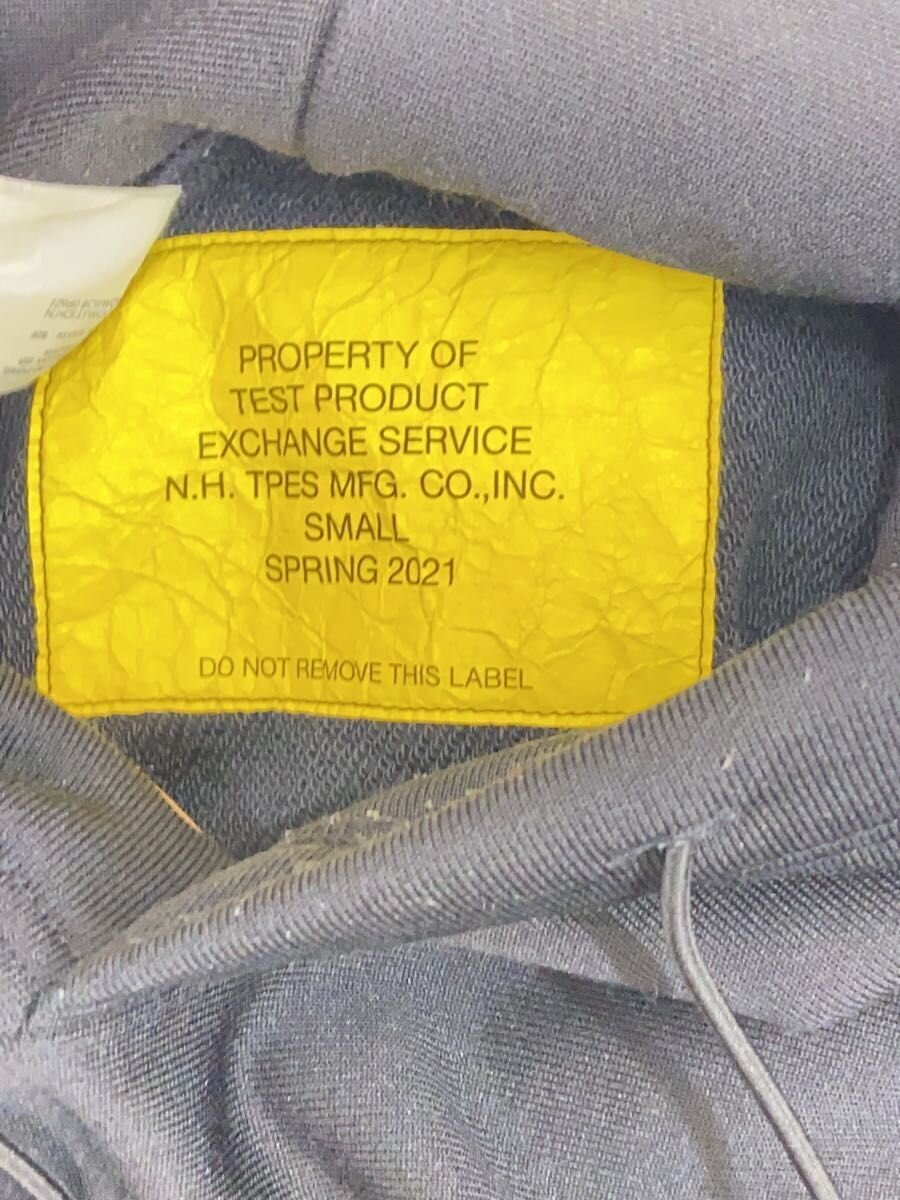 PROPERTY OF
TEST PRODUCT
EXCHANGE SERVICE
N.H. TPES MFG. CO.,INC.
SMALL
SPRING 2021
DO NOT REMOVE THIS LABEL